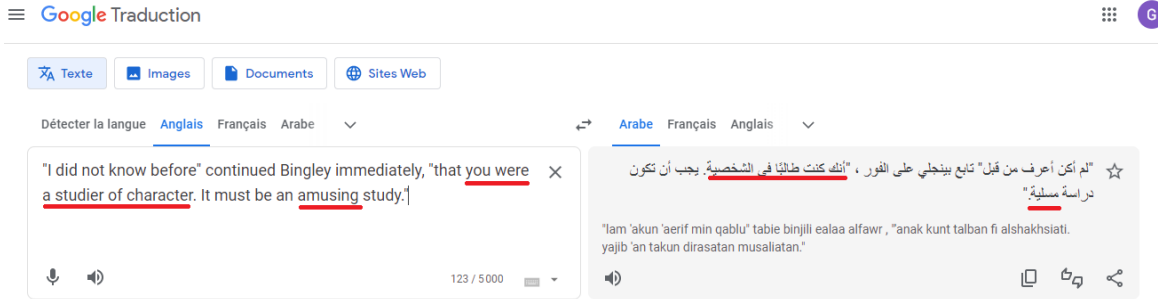 Google Traduction
G
Texte
Images
Documents
Sites Web
Détecter la langue Anglais Français Arabe
Arabe Français Anglais
"I did not know before" continued Bingley immediately, "that you were
a studier of character. It must be an amusing study."
123 / 5 000
"لم أكن أعرف من قبل" تابع بينجلي على الفور ، "أنك كنت طالبًا في الشخصية. يجب أن تكون
دراسة مسلية."
"lam 'akun 'aerif min qablu" tabie binjili ealaa alfawr , "'anak kunt talban fi alshakhsiati.
yajib 'an takun dirasatan musaliatan."